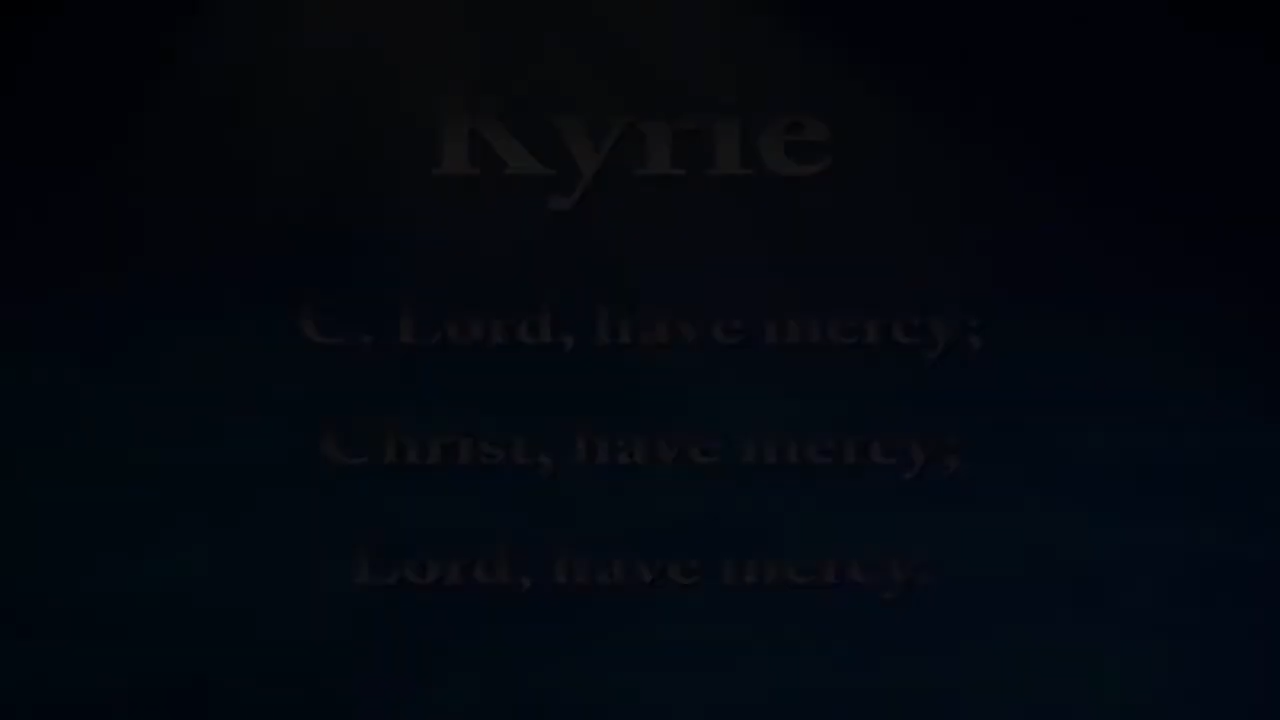 Kyrie
C. Lord, have mercy;
Christ, have mercy;
Lord, have mercy.